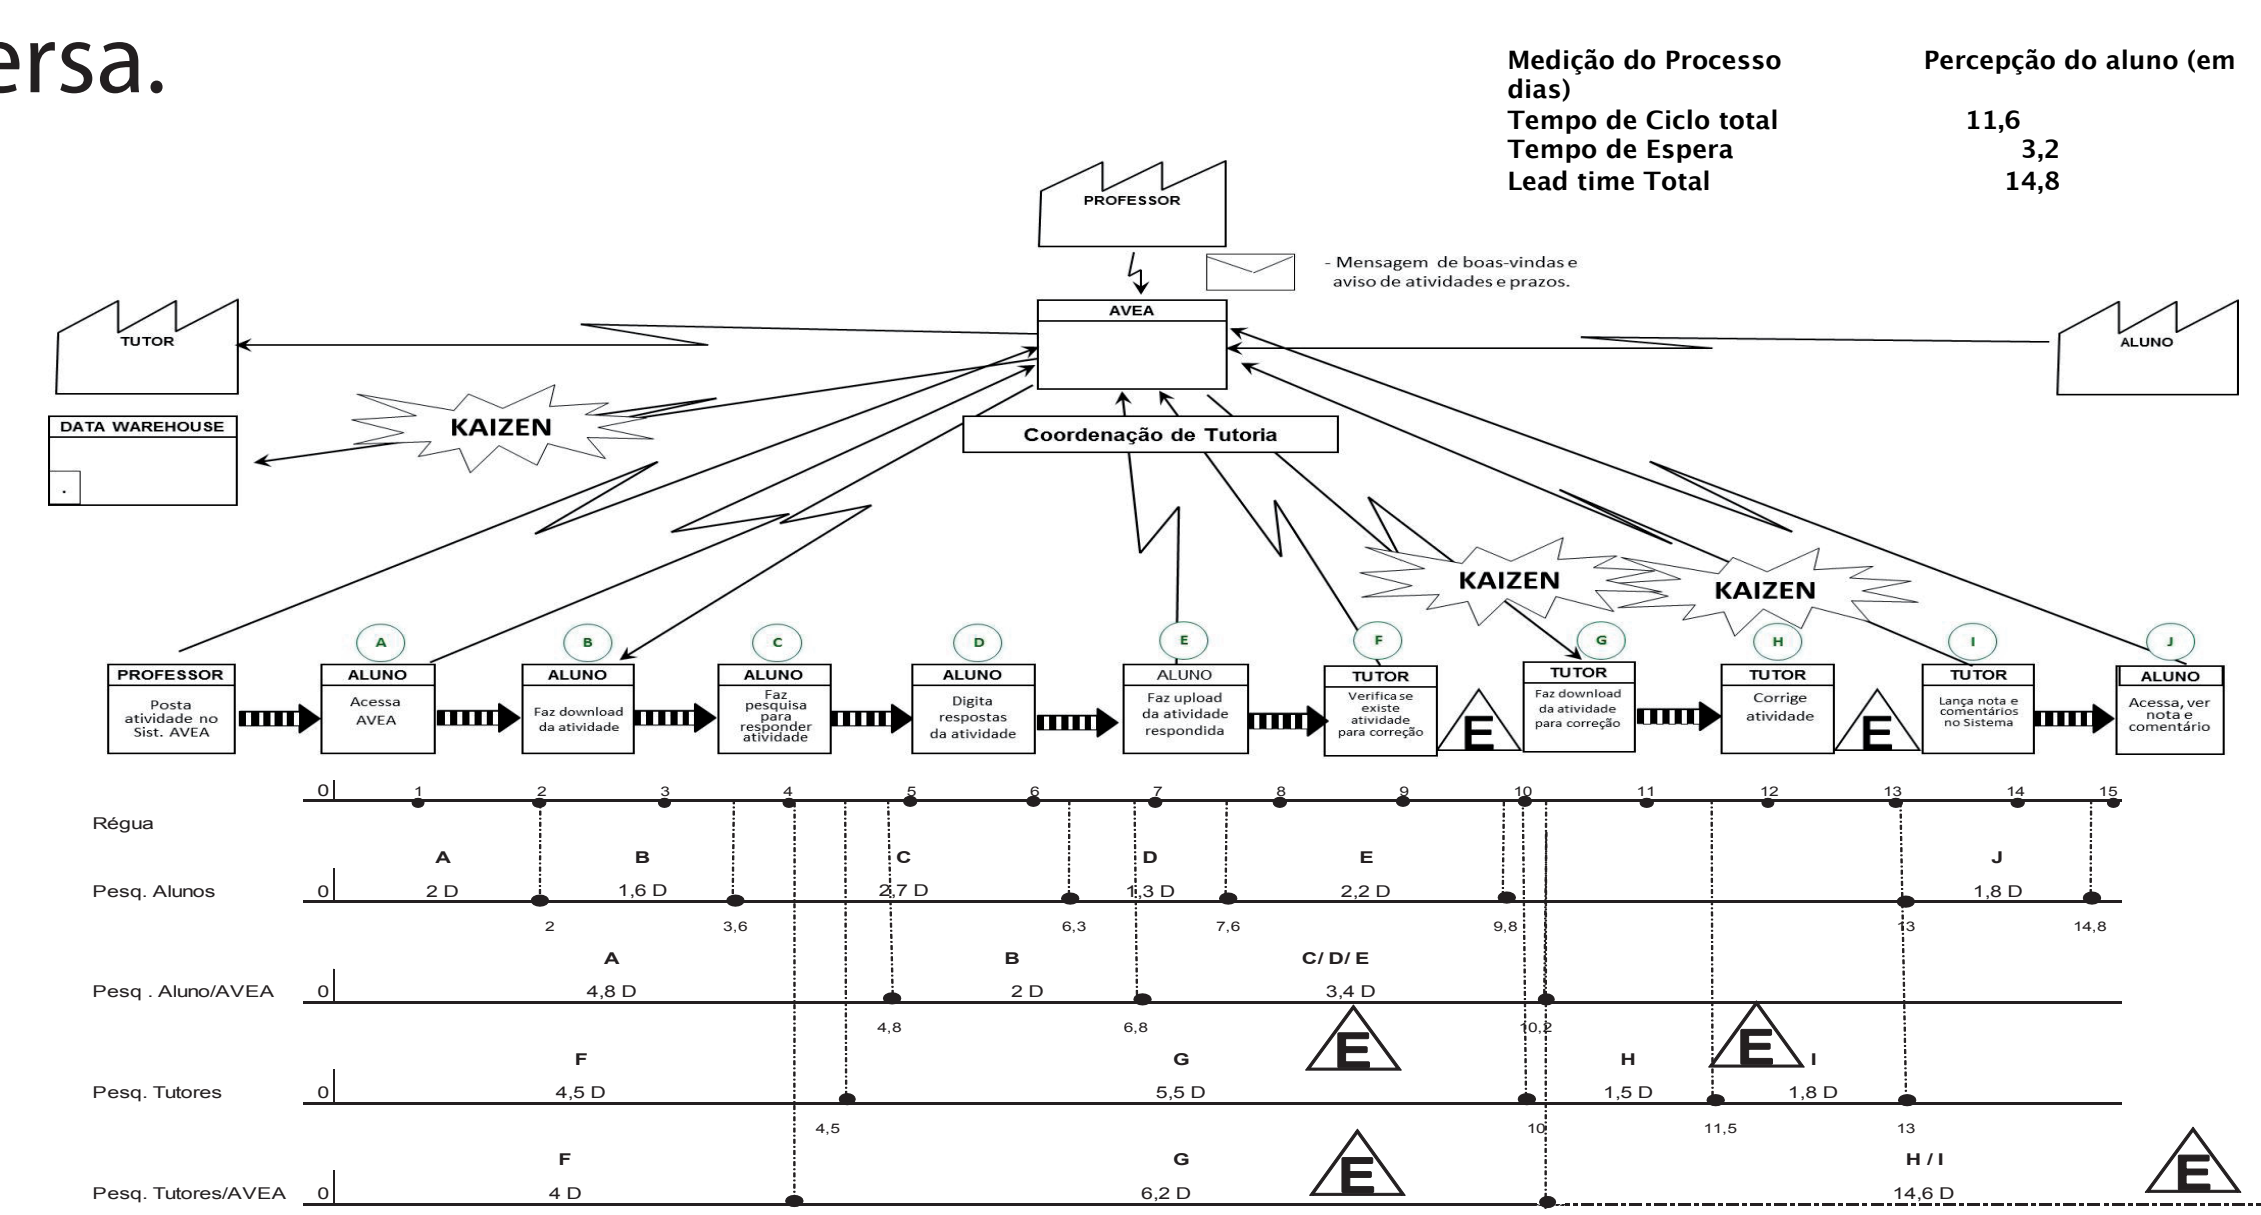 ersa.
Medição do Processo Percepção do aluno (em
dias)
Tempo de Ciclo total 11,6
Tempo de Espera 3,2
Lead time Total 14,8
PROFESSOR
- Mensagem de boas-vindas e
aviso de atividades e prazos.
AVEA
TUTOR
ALUNO
KAIZEN
DATA WAREHOUSE
.
Coordenação de Tutoria
KAIZEN
KAIZEN
A B C D E F G H I J
PROFESSOR
Posta
atividade no
Sist. AVEA
ALUNO
Acessa
AVEA
ALUNO
Faz download
da atividade
ALUNO
Faz
pesquisa
para
responder
atividade
ALUNO
Digita
respostas
da atividade
ALUNO
Faz upload
da atividade
respondida
TUTOR
Verifica se
existe
atividade
para correção
E
TUTOR
Faz download
da atividade
para correção
TUTOR
Corrige
atividade
E
TUTOR
Lança nota e
comentários
no Sistema
ALUNO
Acessa, ver
nota e
comentário
0 1 2 3 4 5 6 7 8 9 10 11 12 13 14 15
Régua
A B C D E J
Pesq. Alunos 0 2 D 1,6 D 2,7 D 1,3 D 2,2 D 1,8 D
2 3,6 6,3 7,6 9,8 13 14,8
A B C/ D/ E
Pesq . Aluno/AVEA 0 4,8 D 2 D 3,4 D
4,8 6,8 10,2
F G E H E I
Pesq. Tutores 0 4,5 D 5,5 D 1,5 D 1,8 D
4,5 10 11,5 13
F G E H / I E
Pesq. Tutores/AVEA 0 4 D 6,2 D 14,6 D